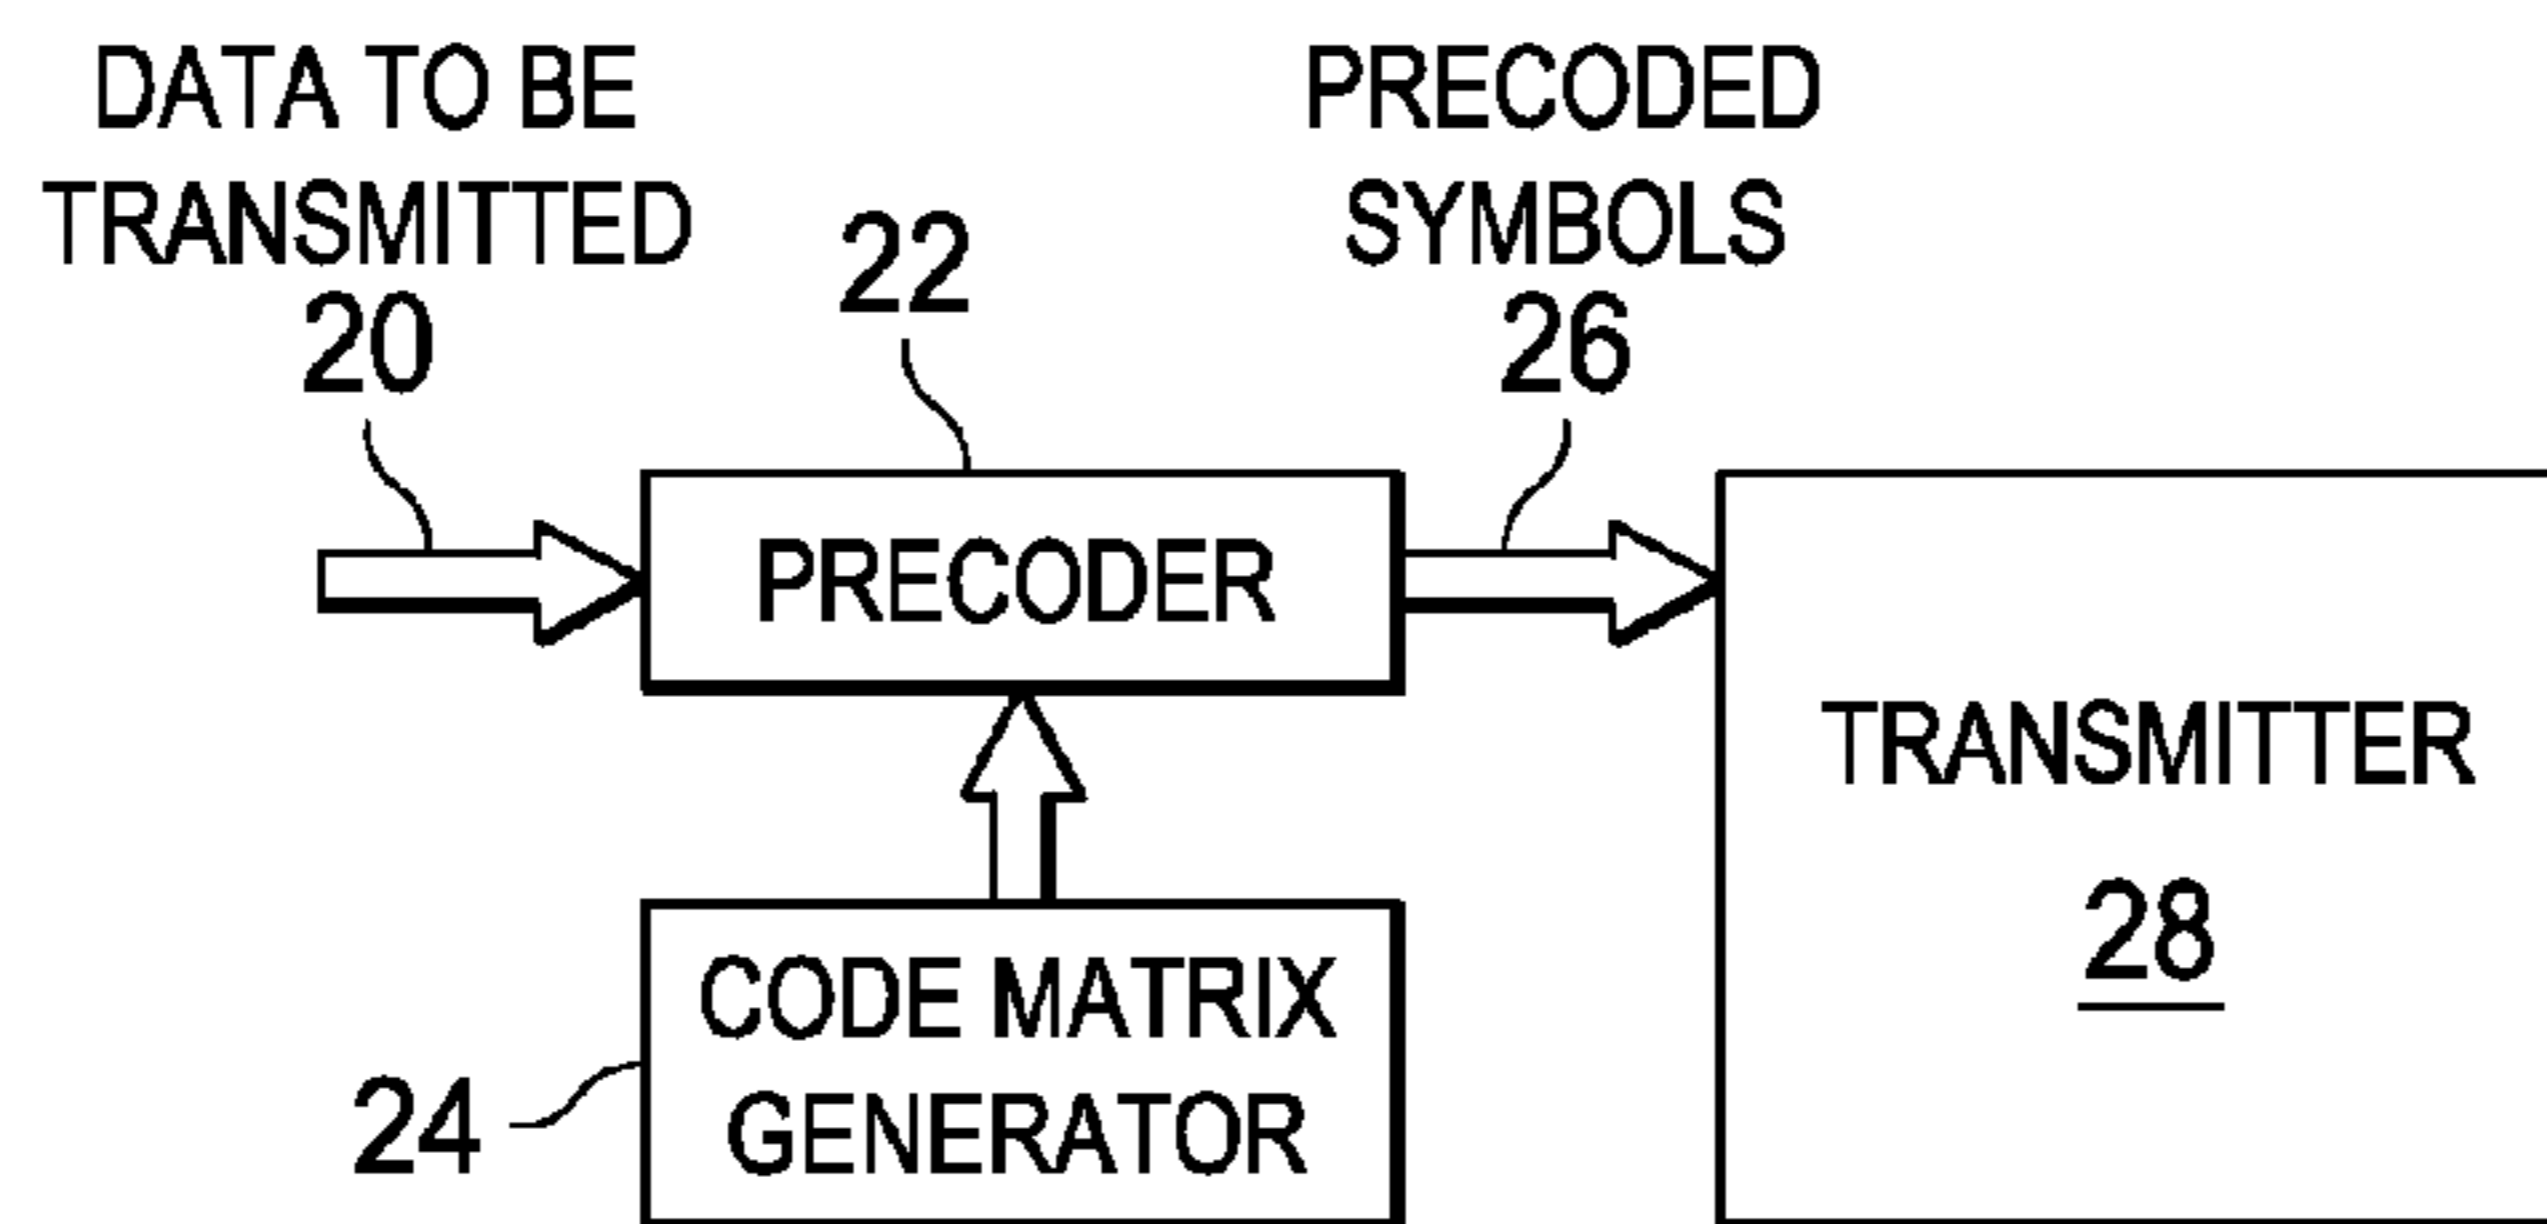 DATA TO BE
TRANSMITTED
20
22
PRECODED
SYMBOLS
26
PRECODER
TRANSMITTER
28
CODE MATRIX
GENERATOR
24